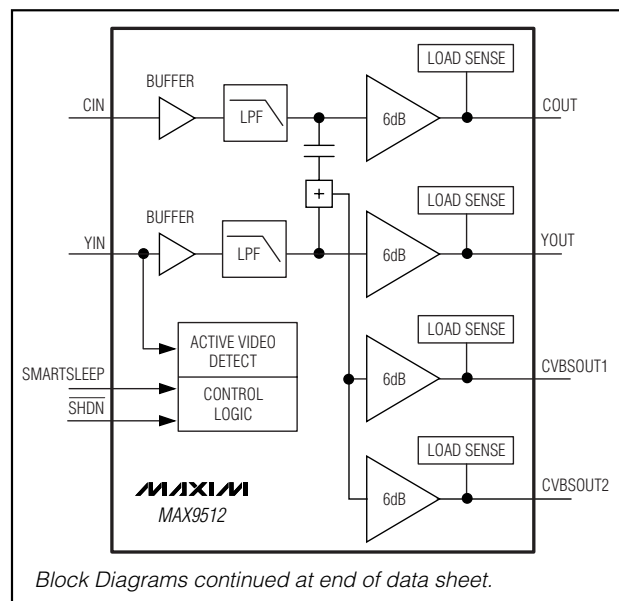 LOAD SENSE
BUFFER
CIN
LPF
6dB
COUT
+
BUFFER
LOAD SENSE
YIN
LPF
6dB
YOUT
ACTIVE VIDEO
DETECT
LOAD SENSE
SMARTSLEEP
CONTROL
LOGIC
6dB
CVBSOUT1
SHDN
LOAD SENSE
MAXIM
MAX9512
6dB
CVBSOUT2
Block Diagrams continued at end of data sheet.